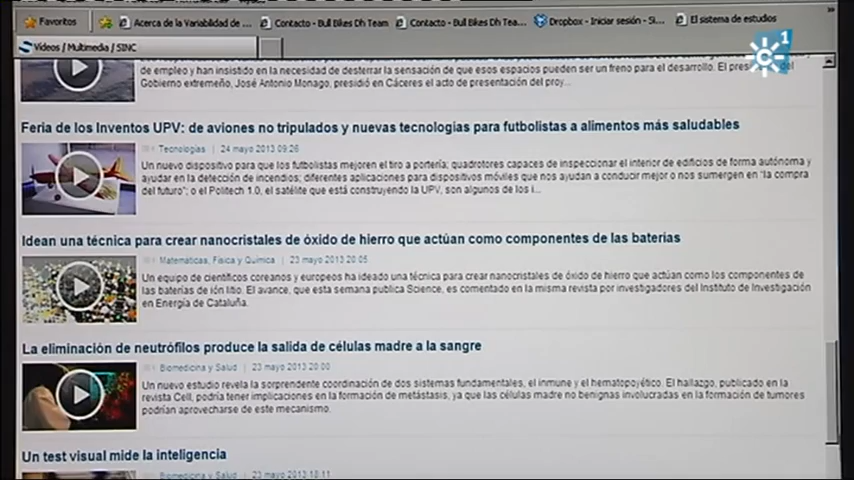 Favoritos
Acerca de la Variabilidad de ...
Contacto - Bull Bikes Dh Team
Contacto - Bull Bikes Dh Tea...
Dropbox - Iniciar sesión - Si...
El sistema de estudios
1
Vídeos / Multimedia / SINC
de empleo y han insistido en la necesidad de desterrar la sensación de que esos espacios pueden ser un freno para el desarrollo. El del
Gobierno extremeño, José Antonio Monago, presidió en Cáceres el acto de presentación del proy...
Feria de los Inventos UPV: de aviones no tripulados y nuevas tecnologías para futbolistas a alimentos más saludables
Tecnologías | 24 mayo 2013 09:26
Un nuevo dispositivo para que los futbolistas mejoren el tiro a portería; quadrotores capaces de inspeccionar el interior de edificios de forma autónoma y
ayudar en la detección de incendios; diferentes aplicaciones para dispositivos móviles que nos ayudan a conducir mejor o nos sumergen en "la compra
del futuro"; o el Politech 1.0, el satélite que está construyendo la UPV, son algunos de los i...
Idean una técnica para crear nanocristales de óxido de hierro que actúan como componentes de las baterías
Matemáticas, Física y Química | 23 mayo 2013 20:05
Un equipo de científicos coreanos y europeos ha ideado una técnica para crear nanocristales de óxido de hierro que actúan como los componentes de
las baterías de ión litio. El avance, que esta semana publica Science, es comentado en la misma revista por investigadores del Instituto de Investigación
en Energía de Cataluña.
La eliminación de neutrófilos produce la salida de células madre a la sangre
Biomedicina y Salud | 23 mayo 2013 20:00
Un nuevo estudio revela la sorprendente coordinación de dos sistemas fundamentales, el inmune y el hematopoyético. El hallazgo, publicado en la
revista Cell, podría tener implicaciones en la formación de metástasis, ya que las células madre no benignas involucradas en la formación de tumores
podrían aprovecharse de este mecanismo.
Un test visual mide la inteligencia
Biomedicina y Salud | 23 mayo 2013 18:11